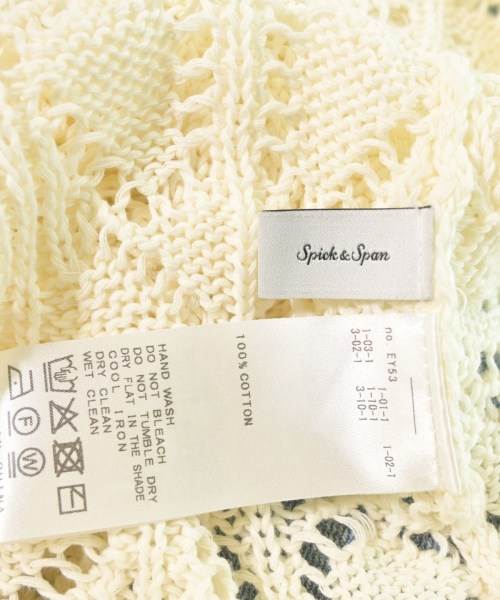 Spick & Span
no. EY53
1-03-1 1-01-1 1-02-1
3-02-1 1-10-1
3-10-1
100% COTTON
HAND WASH
DO NOT BLEACH
DO NOT TUMBLE DRY
DRY FLAT IN THE SHADE
COOL IRON
DRY CLEAN
WET CLEAN